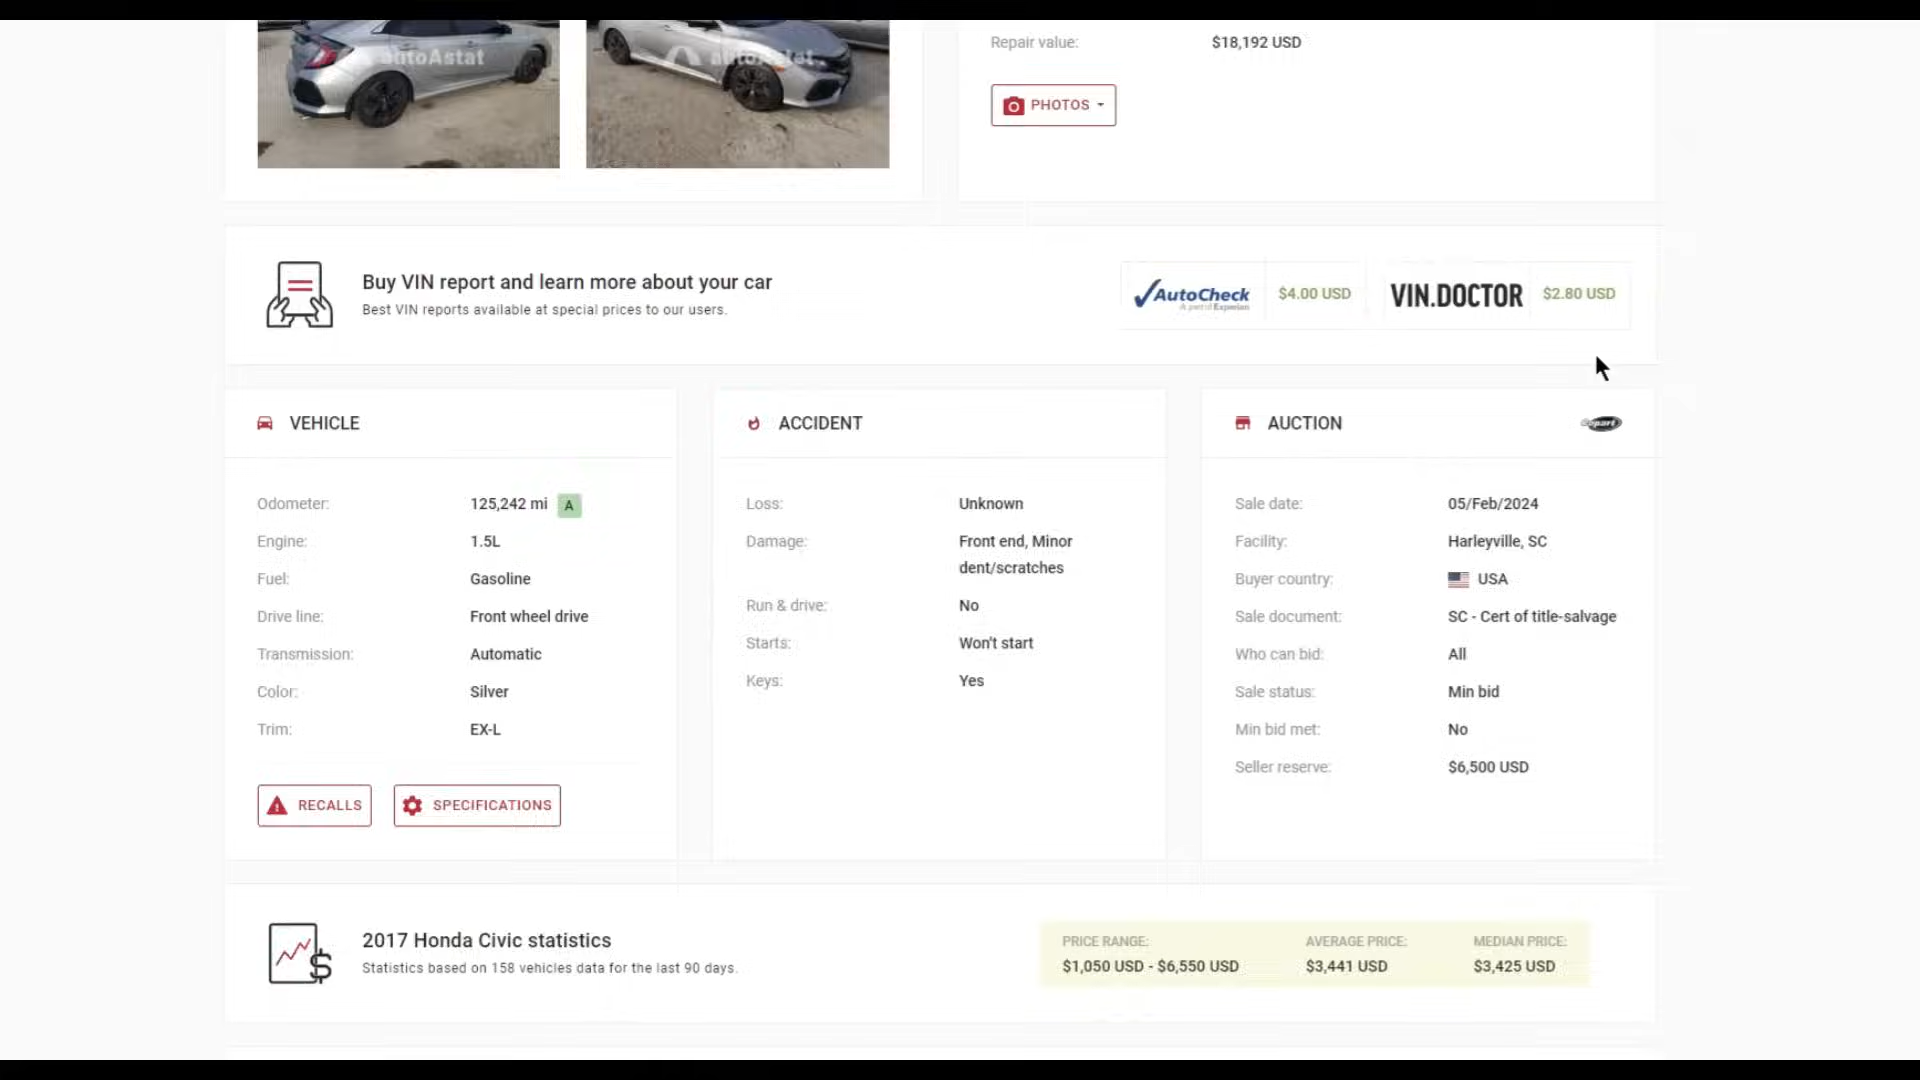 autoAstat
autoAstat
Repair value: $18,192 USD
PHOTOS
Buy VIN report and learn more about your car
Best VIN reports available at special prices to our users.
AutoCheck
A part of Experian
$4.00 USD
VIN.DOCTOR
$2.80 USD
VEHICLE
Odometer: 125,242 mi A
Engine: 1.5L
Fuel: Gasoline
Drive line: Front wheel drive
Transmission: Automatic
Color: Silver
Trim: EX-L
RECALLS
SPECIFICATIONS
ACCIDENT
Loss: Unknown
Damage: Front end, Minor
dent/scratches
Run & drive: No
Starts: Won't start
Keys: Yes
AUCTION
Copart
Sale date: 05/Feb/2024
Facility: Harleyville, SC
Buyer country: USA
Sale document: SC - Cert of title-salvage
Who can bid: All
Sale status: Min bid
Min bid met: No
Seller reserve: $6,500 USD
2017 Honda Civic statistics
Statistics based on 158 vehicles data for the last 90 days.
PRICE RANGE: AVERAGE PRICE: MEDIAN PRICE:
$1,050 USD - $6,550 USD $3,441 USD $3,425 USD